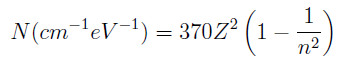 N(cm⁻¹eV⁻¹) = 370Z² (1 − 1/n²)